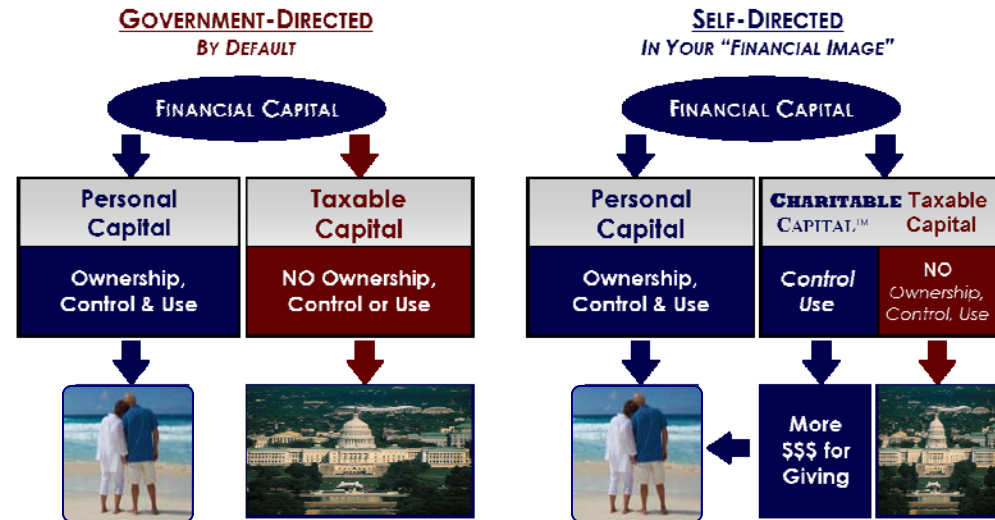 GOVERNMENT-DIRECTED
BY DEFAULT
FINANCIAL CAPITAL
Personal
Capital
Taxable
Capital
Ownership,
Control & Use
NO Ownership,
Control or Use
SELF-DIRECTED
IN YOUR “FINANCIAL IMAGE”
FINANCIAL CAPITAL
Personal
Capital
CHARITABLE
CAPITAL™
Taxable
Capital
Ownership,
Control & Use
Control
Use
NO
Ownership,
Control, Use
More
$$$ for
Giving